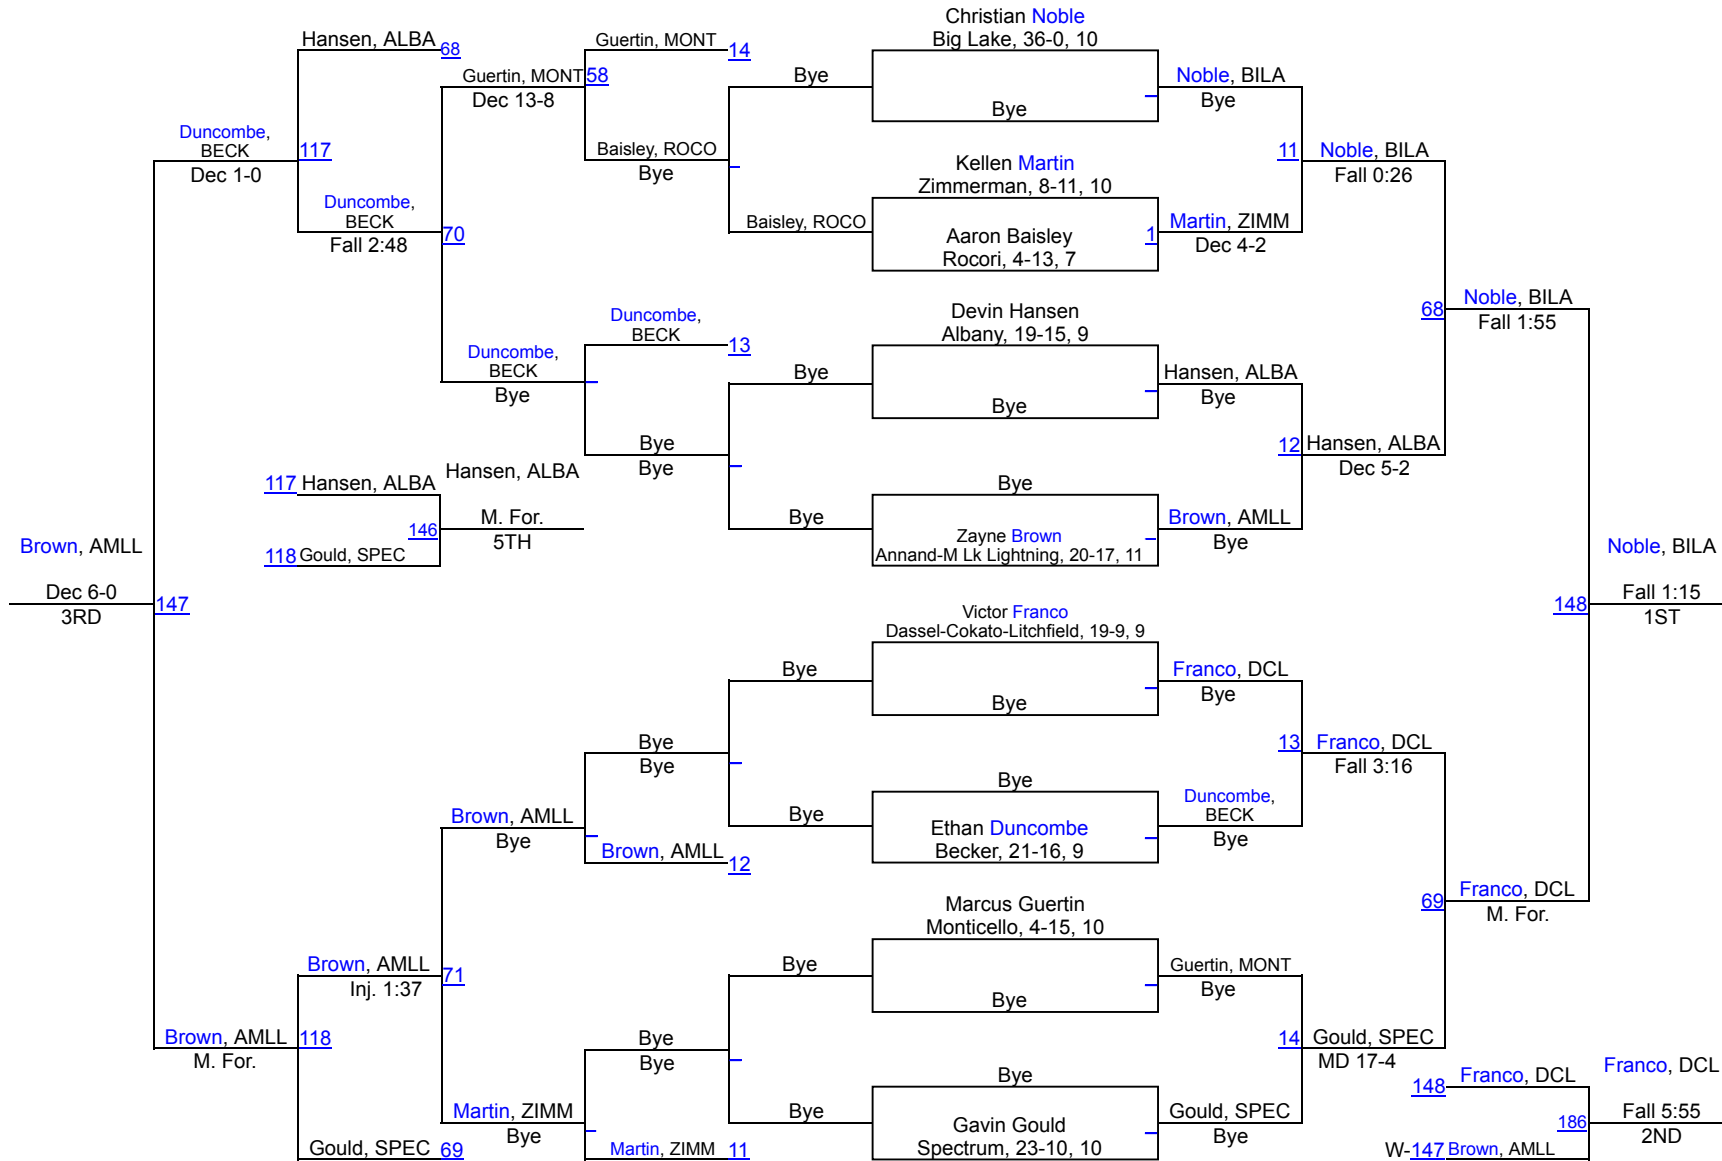 Christian Noble
Big Lake, 36-0, 10
Hansen, ALBA 68
Guertin, MONT 14
Guertin, MONT 58
Dec 13-8
Bye
Noble, BILA
Bye
Bye
Duncombe,
BECK
117
Dec 1-0
Baisley, ROCO
Bye
Kellen Martin
Zimmerman, 8-11, 10
11 Noble, BILA
Fall 0:26
Duncombe,
BECK
Fall 2:48
70
Baisley, ROCO
Aaron Baisley
Rocori, 4-13, 7
1
Martin, ZIMM
Dec 4-2
Devin Hansen
Albany, 19-15, 9
68
Noble, BILA
Fall 1:55
Duncombe,
BECK
13
Duncombe,
BECK
Bye
Bye
Bye
Hansen, ALBA
Bye
Bye
Bye
12 Hansen, ALBA
Dec 5-2
117 Hansen, ALBA
Hansen, ALBA
146
M. For.
5TH
118 Gould, SPEC
Bye
Bye
Zayne Brown
Annand-M Lk Lightning, 20-17, 11
Brown, AMLL
Bye
Brown, AMLL
Dec 6-0
3RD
147
Noble, BILA
148
Fall 1:15
1ST
Victor Franco
Dassel-Cokato-Litchfield, 19-9, 9
Bye
Bye
Franco, DCL
Bye
Bye
Bye
13 Franco, DCL
Fall 3:16
Brown, AMLL
Bye
Brown, AMLL 12
Bye
Bye
Ethan Duncombe
Becker, 21-16, 9
Duncombe,
BECK
Bye
Marcus Guertin
Monticello, 4-15, 10
69
Franco, DCL
M. For.
Brown, AMLL 71
Inj. 1:37
Bye
Bye
Guertin, MONT
Bye
Brown, AMLL 118
M. For.
Bye
Bye
14 Gould, SPEC
MD 17-4
Martin, ZIMM
Bye
Bye
Bye
Gavin Gould
Spectrum, 23-10, 10
Gould, SPEC
Bye
148 Franco, DCL
Franco, DCL
186
Fall 5:55
2ND
Gould, SPEC 69
Martin, ZIMM 11
W-147 Brown, AMLL